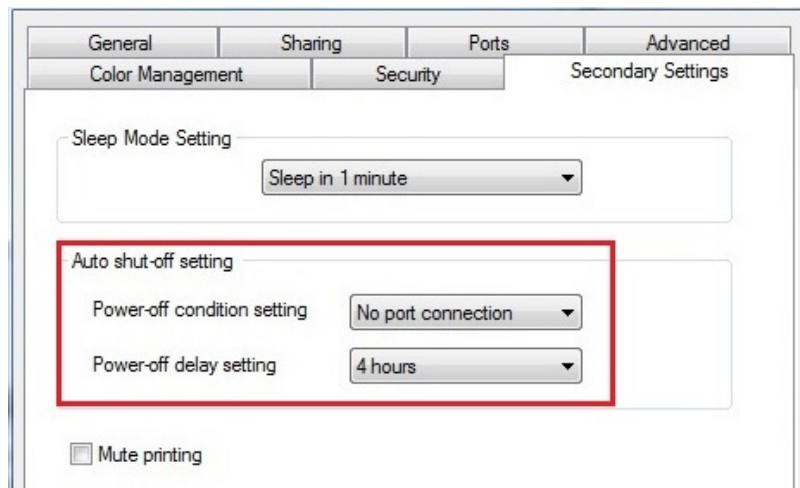 General Sharing Ports Advanced
Color Management Security Secondary Settings
Sleep Mode Setting
Sleep in 1 minute
Auto shut-off setting
Power-off condition setting No port connection
Power-off delay setting 4 hours
Mute printing